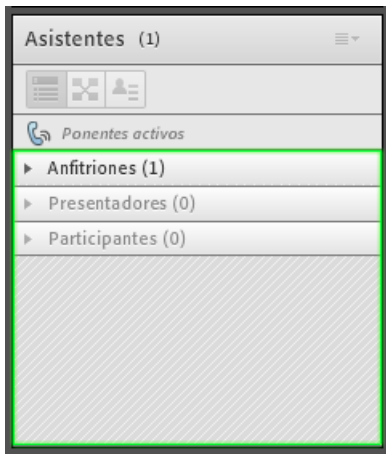 Asistentes (1)
Ponentes activos
Anfitriones (1)
Presentadores (0)
Participantes (0)